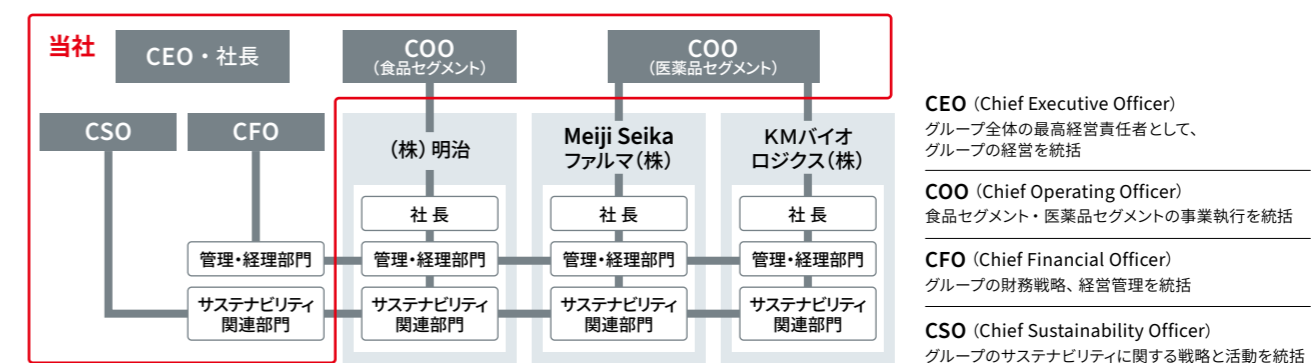 当社
CEO・社長
COO
（食品セグメント）
COO
（医薬品セグメント）
CSO
CFO
（株）明治
Meiji Seika
ファルマ（株）
KMバイオ
ロジクス（株）
社 長
社 長
社 長
管理・経理部門
管理・経理部門
管理・経理部門
管理・経理部門
サステナビリティ
関連部門
サステナビリティ
関連部門
サステナビリティ
関連部門
サステナビリティ
関連部門
CEO（Chief Executive Officer）
グループ全体の最高経営責任者として、
グループの経営を統括
COO（Chief Operating Officer）
食品セグメント・医薬品セグメントの事業執行を統括
CFO（Chief Financial Officer）
グループの財務戦略、経営管理を統括
CSO（Chief Sustainability Officer）
グループのサステナビリティに関する戦略と活動を統括